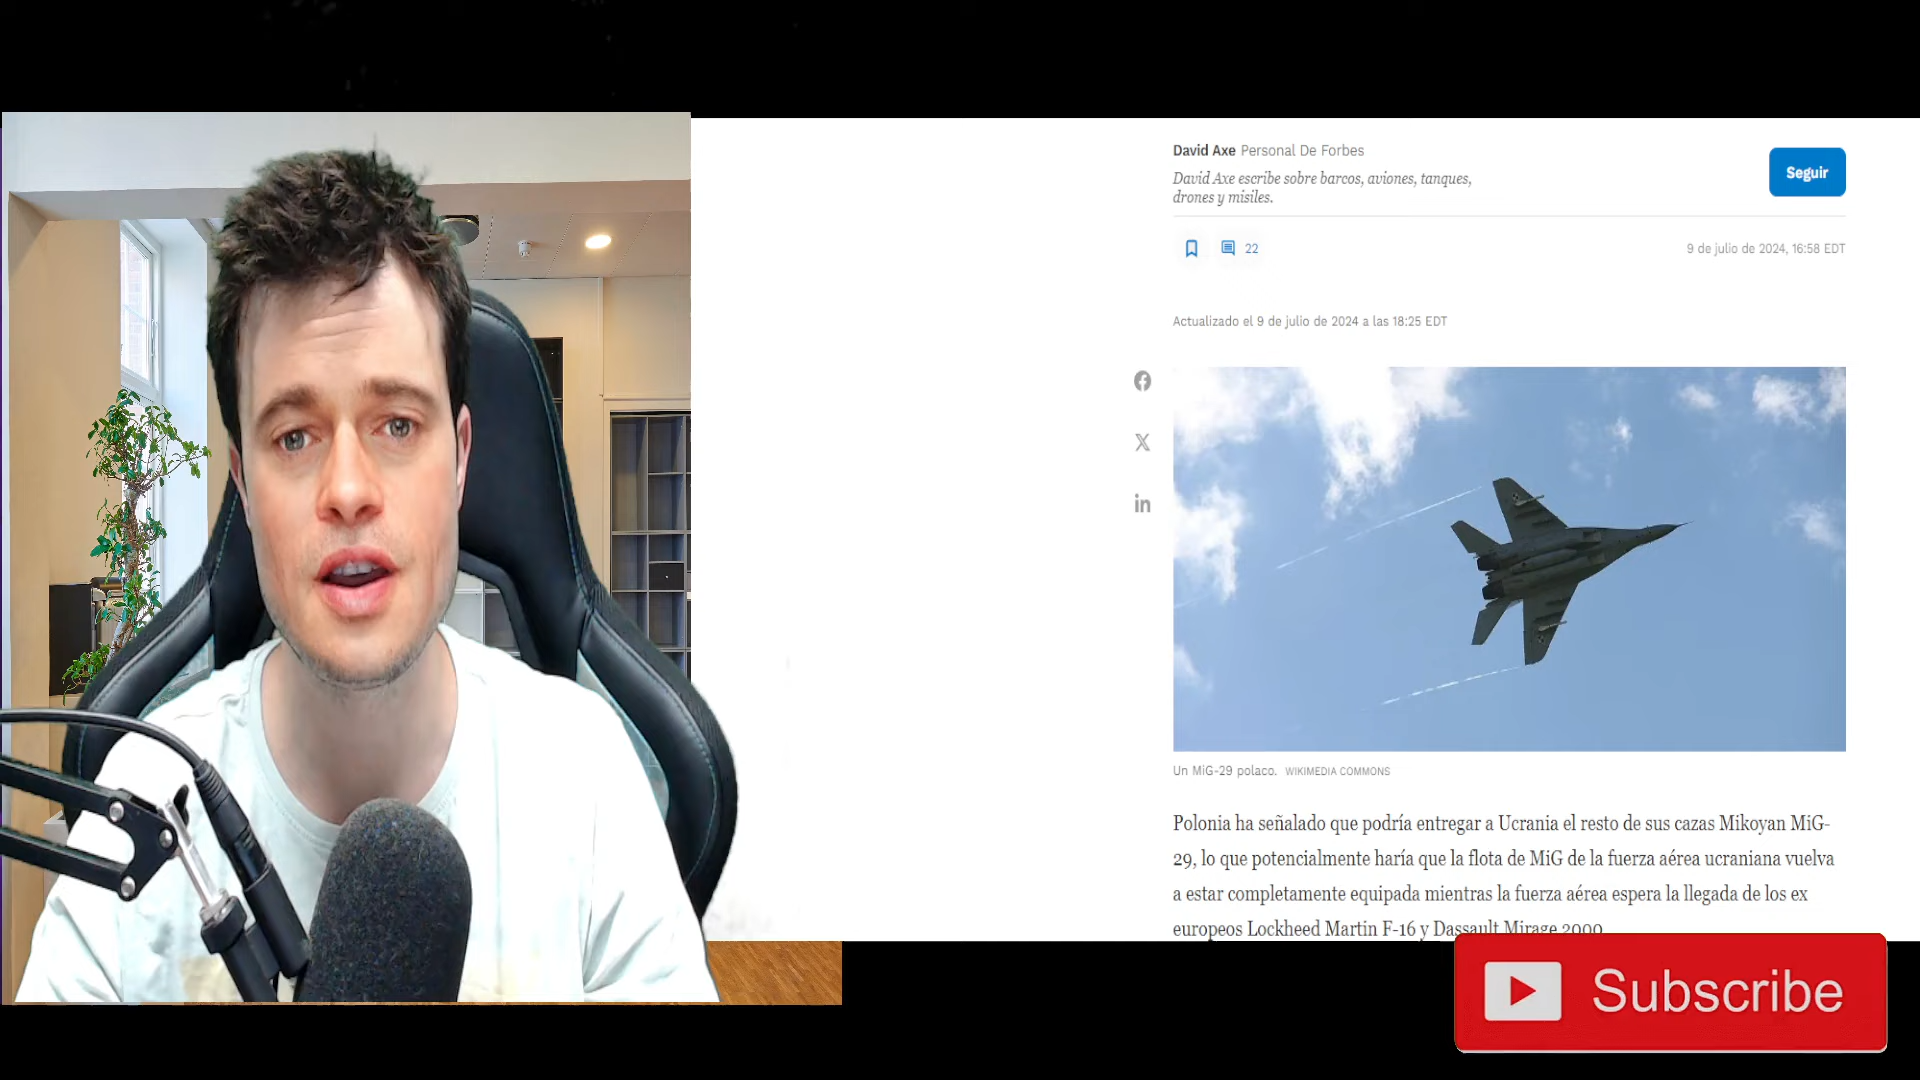 David Axe Personal De Forbes
David Axe escribe sobre barcos, aviones, tanques,
drones y misiles.
Seguir
22
9 de julio de 2024, 16:58 EDT
Actualizado el 9 de julio de 2024 a las 18:25 EDT
Un MiG-29 polaco. WIKIMEDIA COMMONS
Polonia ha señalado que podría entregar a Ucrania el resto de sus cazas Mikoyan MiG-
29, lo que potencialmente haría que la flota de MiG de la fuerza aérea ucraniana vuelva
a estar completamente equipada mientras la fuerza aérea espera la llegada de los ex
europeos Lockheed Martin F-16 y Dassault Mirage 2000.
Subscribe